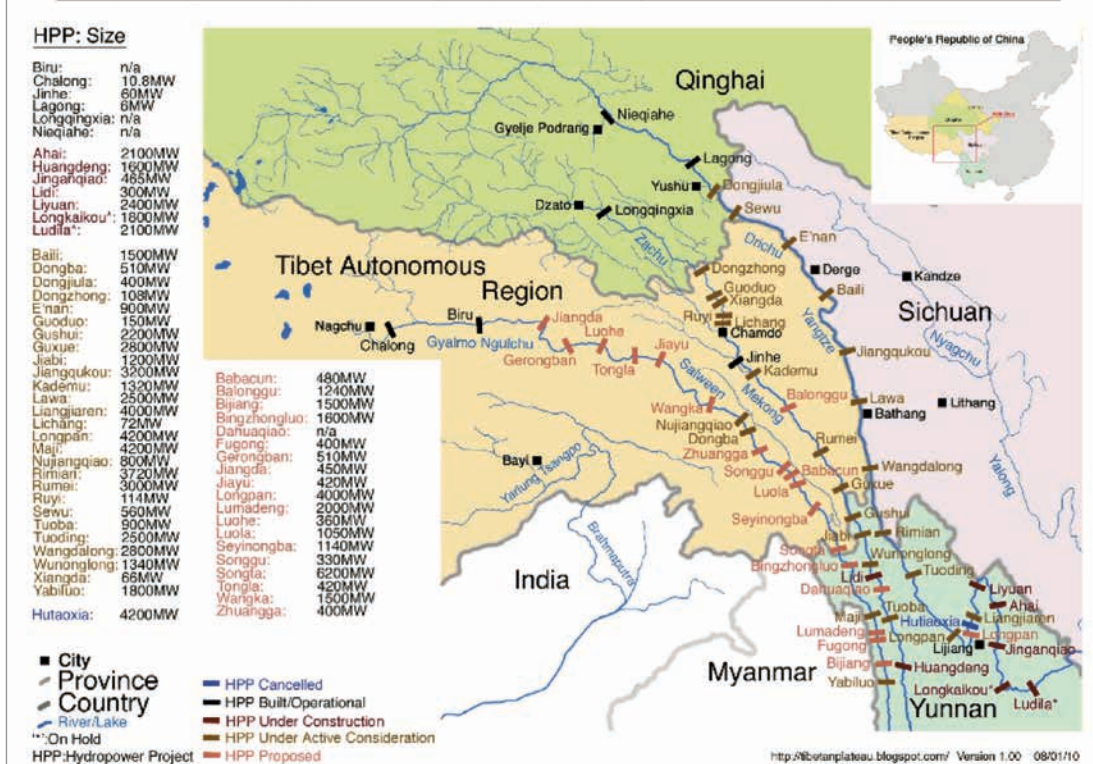 HPP: Size
Biru: n/a
Chalong: 10.8MW
Jinhe: 60MW
Lagong: 6MW
Longqingxia: n/a
Nieqiahe: n/a
Ahai: 2100MW
Huangdeng: 1600MW
Jinganqiao: 465MW
Lidi: 300MW
Liyuan: 2400MW
Longkaikou*: 1800MW
Ludila*: 2100MW
Baili: 1500MW
Dongba: 510MW
Dongjiula: 400MW
Dongzhong: 108MW
E'nan: 900MW
Guoduo: 150MW
Gushui: 2200MW
Guxue: 2800MW
Jiabi: 1200MW
Jiangqukou: 3200MW
Kademu: 1320MW
Lawa: 2500MW
Liangjiaren: 4000MW
Lichang: 72MW
Longpan: 4200MW
Maji: 4200MW
Nujiangqiao: 800MW
Rimian: 3720MW
Rumei: 3000MW
Ruyi: 114MW
Sewu: 560MW
Tuoba: 900MW
Tuoding: 2500MW
Wangdalong: 2800MW
Wunonglong: 1340MW
Xiangda: 66MW
Yabiluo: 1800MW
Hutaoxia: 4200MW
Babacun: 480MW
Balonggu: 1240MW
Bijiang: 1500MW
Bingzhongluo: 1600MW
Dahuaqiao: n/a
Fugong: 400MW
Gerongban: 510MW
Jiangda: 450MW
Jiayu: 420MW
Longpan: 4000MW
Lumadeng: 2000MW
Luohe: 360MW
Luola: 1050MW
Seyinongba: 1140MW
Songgu: 330MW
Songta: 6200MW
Tongla: 420MW
Wangka: 1500MW
Zhuangga: 400MW
City
Province
Country
River/Lake
'*':On Hold
HPP:Hydropower Project
HPP Cancelled
HPP Built/Operational
HPP Under Construction
HPP Under Active Consideration
HPP Proposed
People's Republic of China
Qinghai
Nieqiahe
Gyelje Podrang
Lagong
Yushu
Dongjiula
Dzato
Longqingxia
Sewu
Zachu
Drichu
E'nan
Tibet Autonomous
Region
Dongzhong
Derge
Kandze
Guoduo
Xiangda
Baili
Sichuan
Nagchu
Biru
Jiangda
Ruyi
Lichang
Chalong
Gyalmo Ngulchu
Luohe
Chamdo
Yangtze
Nyagchu
Gerongban
Tongla
Jiayu
Jinhe
Jiangqukou
Kademu
Salween
Mekong
Balonggu
Lawa
Lithang
Wangka
Bathang
Nujiangqiao
Dongba
Rumei
Zhuangga
Yalong
Bayi
Yarlung Tsangpo
Songgu
Babacun
Wangdalong
Luola
Guxue
Seyinongba
Gushui
Brahmaputra
Jiabi
Rimian
Songta
Wunonglong
Bingzhongluo
Tuoding
India
Lidi
Dahuaqiao
Liyuan
Tuoba
Ahai
Maji
Hutiaoxia
Liangjiaren
Lumadeng
Longpan
Longpan
Fugong
Lijiang
Jinganqiao
Myanmar
Bijiang
Huangdeng
Yabiluo
Longkaikou*
Yunnan
Ludila*
http://tibetanplateau.blogspot.com/ Version 1.00 08/01/10